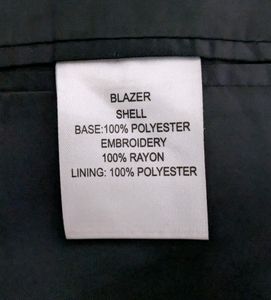 BLAZER
SHELL
BASE:100% POLYESTER
EMBROIDERY
100% RAYON
LINING: 100% POLYESTER